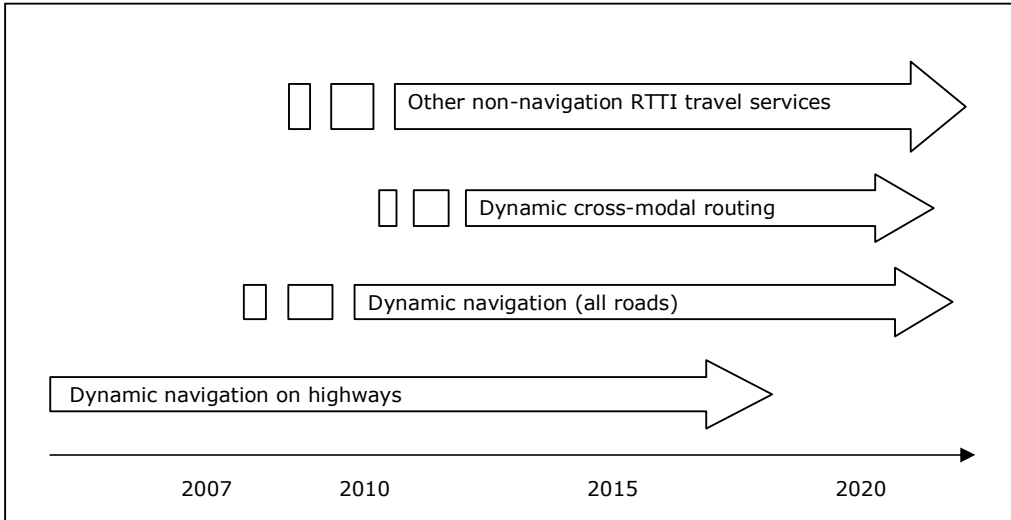 Other non-navigation RTTI travel services
Dynamic cross-modal routing
Dynamic navigation (all roads)
Dynamic navigation on highways
2007 2010 2015 2020